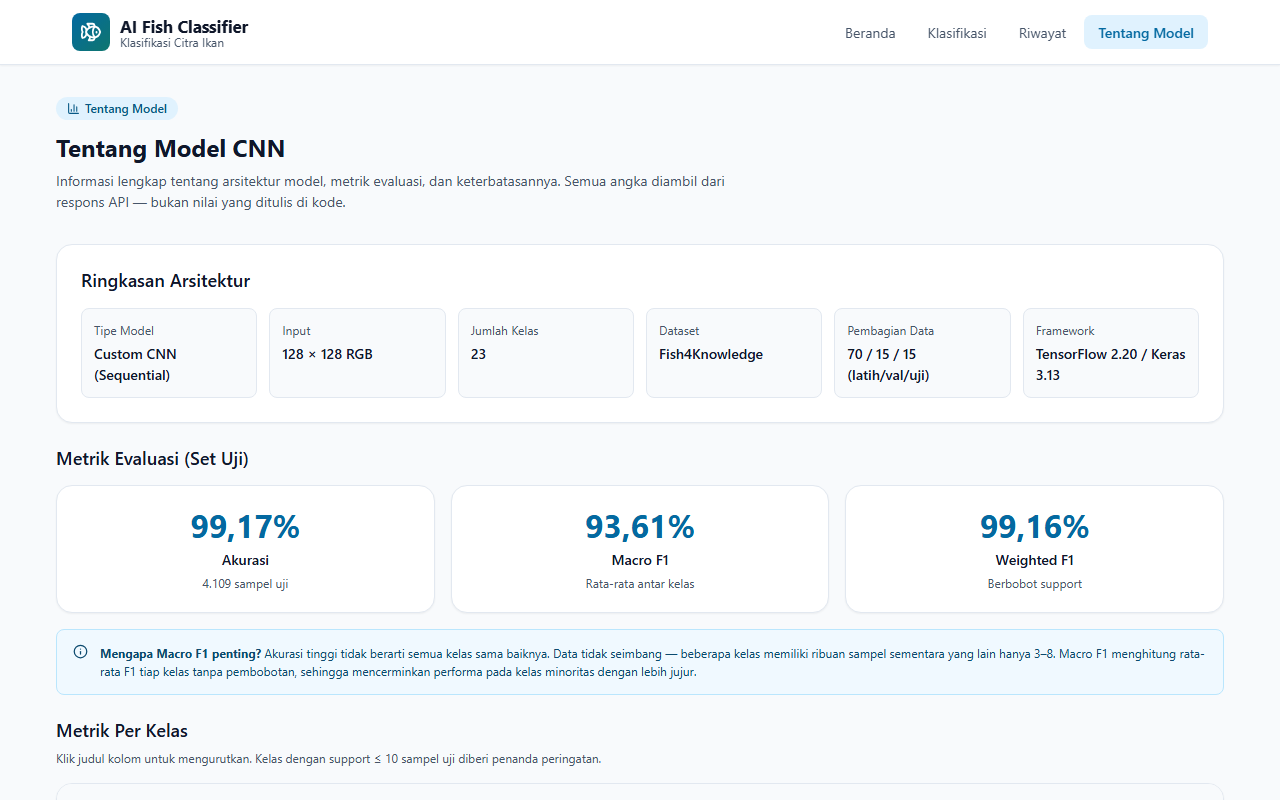 AI Fish Classifier
Klasifikasi Citra Ikan
Beranda
Klasifikasi
Riwayat
Tentang Model
Tentang Model
Tentang Model CNN
Informasi lengkap tentang arsitektur model, metrik evaluasi, dan keterbatasannya. Semua angka diambil dari
respons API — bukan nilai yang ditulis di kode.
Ringkasan Arsitektur
Tipe Model
Custom CNN
(Sequential)
Input
128 × 128 RGB
Jumlah Kelas
23
Dataset
Fish4Knowledge
Pembagian Data
70 / 15 / 15
(latih/val/uji)
Framework
TensorFlow 2.20 / Keras
3.13
Metrik Evaluasi (Set Uji)
99,17%
Akurasi
4.109 sampel uji
93,61%
Macro F1
Rata-rata antar kelas
99,16%
Weighted F1
Berbobot support
Mengapa Macro F1 penting? Akurasi tinggi tidak berarti semua kelas sama baiknya. Data tidak seimbang — beberapa kelas memiliki ribuan sampel sementara yang lain hanya 3–8. Macro F1 menghitung rata-
rata F1 tiap kelas tanpa pembobotan, sehingga mencerminkan performa pada kelas minoritas dengan lebih jujur.
Metrik Per Kelas
Klik judul kolom untuk mengurutkan. Kelas dengan support ≤ 10 sampel uji diberi penanda peringatan.